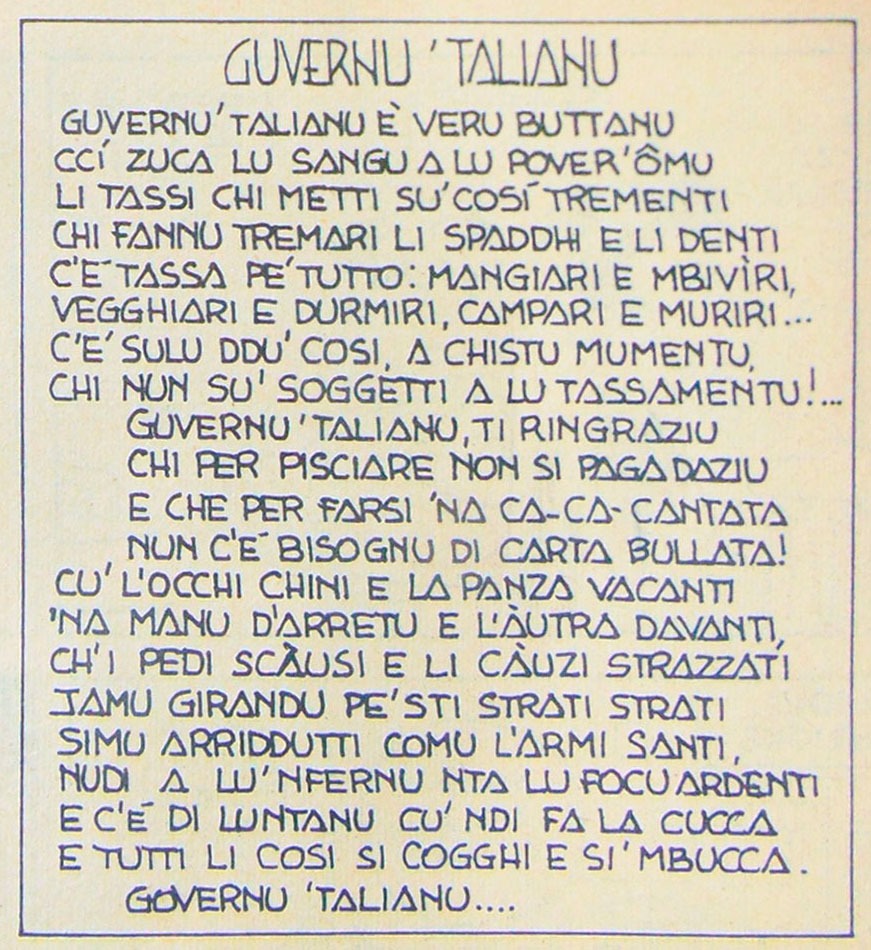 GUVERNU 'TALIANU
GUVERNU'TALIANU È VERU BUTTANU
CCÍ ZUCA LU SANGU A LU POVER'ÔMU
LI TASSI CHI METTI SU'COSÍ TREMENTI
CHI FANNU TREMARI LI SPADDHI E LI DENTI
C'É TASSA PE'TUTTO: MANGIARI E MBIVÌRI,
VEGGHIARI E DURMIRI, CAMPARI E MURIRI...
C'E' SULU DDU' COSI, A CHISTU MUMENTU,
CHI NUN SU' SOGGETTI A LU TASSAMENTU!...
GUVERNU 'TALIANU, TI RINGRAZIU
CHI PER PISCIARE NON SI PAGA DAZIU
E CHE PER FARSI 'NA CA-CA-CANTATA
NUN C'É BISOGNU DI CARTA BULLATA!
CU' L'OCCHI CHINI E LA PANZA VACANTI
'NA MANU D'ARRETU E L'ÀUTRA DAVANTI,
CH'I PEDI SCÀUSI E LI CÀUZI STRAZZATI
JAMU GIRANDU PE'STI STRATI STRATI
SIMU ARRIDDUTTI COMU L'ARMI SANTI,
NUDI A LU'NFERNU NTA LU FOCU ARDENTI
E C'É DI LUNTANU CU' NDI FA LA CUCCA
E TUTTI LI COSI SI COGGHI E SI'MBUCCA.
GOVERNU 'TALIANU....